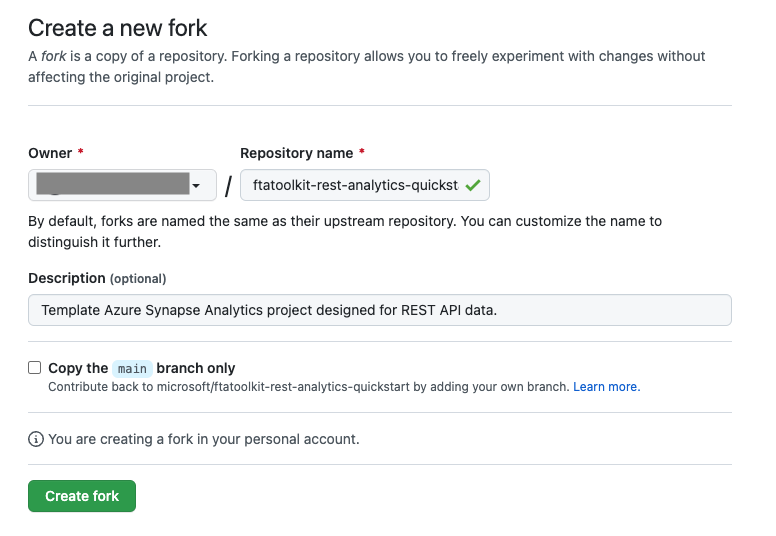 Create a new fork
A fork is a copy of a repository. Forking a repository allows you to freely experiment with changes without
affecting the original project.
Owner *
Repository name *
/
ftatoolkit-rest-analytics-quickst
By default, forks are named the same as their upstream repository. You can customize the name to
distinguish it further.
Description (optional)
Template Azure Synapse Analytics project designed for REST API data.
Copy the main branch only
Contribute back to microsoft/ftatoolkit-rest-analytics-quickstart by adding your own branch. Learn more.
You are creating a fork in your personal account.
Create fork